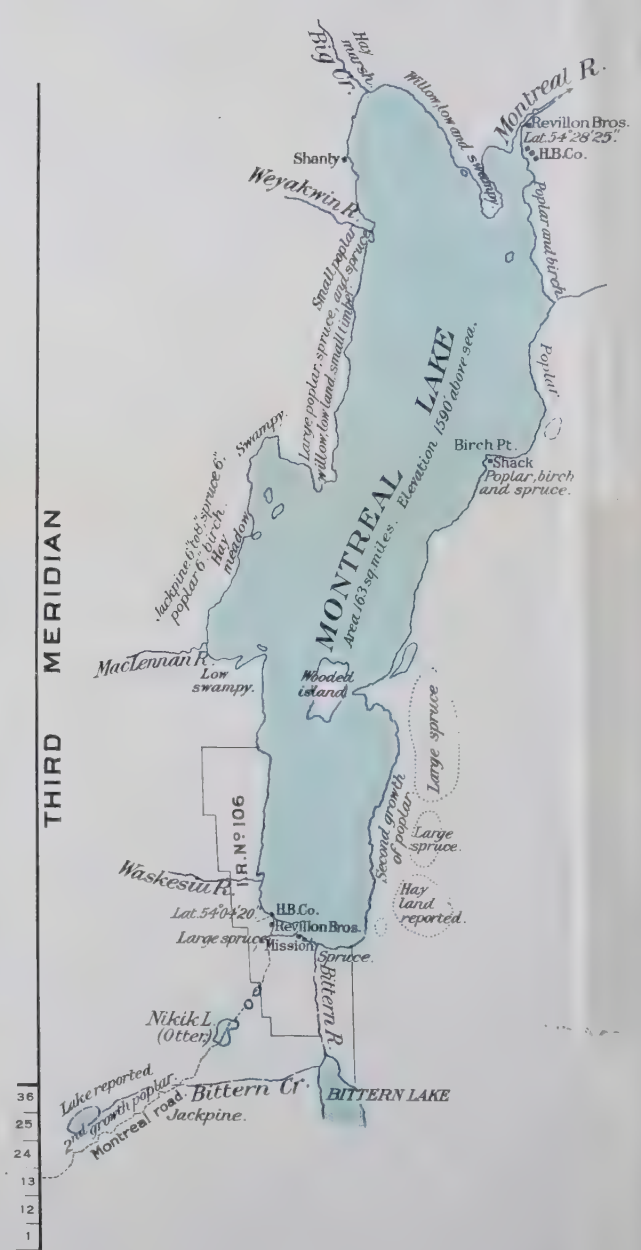 Big Cr.
Hay
marsh.
Willow, low and swampy.
Montreal R.
Revillon Bros.
Lat. 54°28'25"
H.B.Co.
Shanty
Weyakwin R.
Poplar and birch
Small poplar
Large poplar, spruce, and spruce
willow, low land, small timber
Poplar
MONTREAL LAKE
Area 163 sq. miles. Elevation 1590' above sea.
Birch Pt.
Shack
Poplar, birch
and spruce.
Swampy.
Jackpine 6" to 8", spruce 6"
poplar 6", birch.
Hay
meadow
THIRD MERIDIAN
MacLennan R.
Low
swampy.
Wooded
island
Large spruce
Second growth
of poplar
Large
spruce.
Hay
land
reported.
I.R. No 106
Waskesiu R.
Lat. 54°04'20"
H.B.Co.
Revillon Bros.
Large spruce
Mission
Spruce.
Bittern R.
Nikik L.
(Otter)
Lake reported
2nd growth poplar.
Montreal road.
Bittern Cr.
Jackpine.
BITTERN LAKE
36
25
24
13
12
1